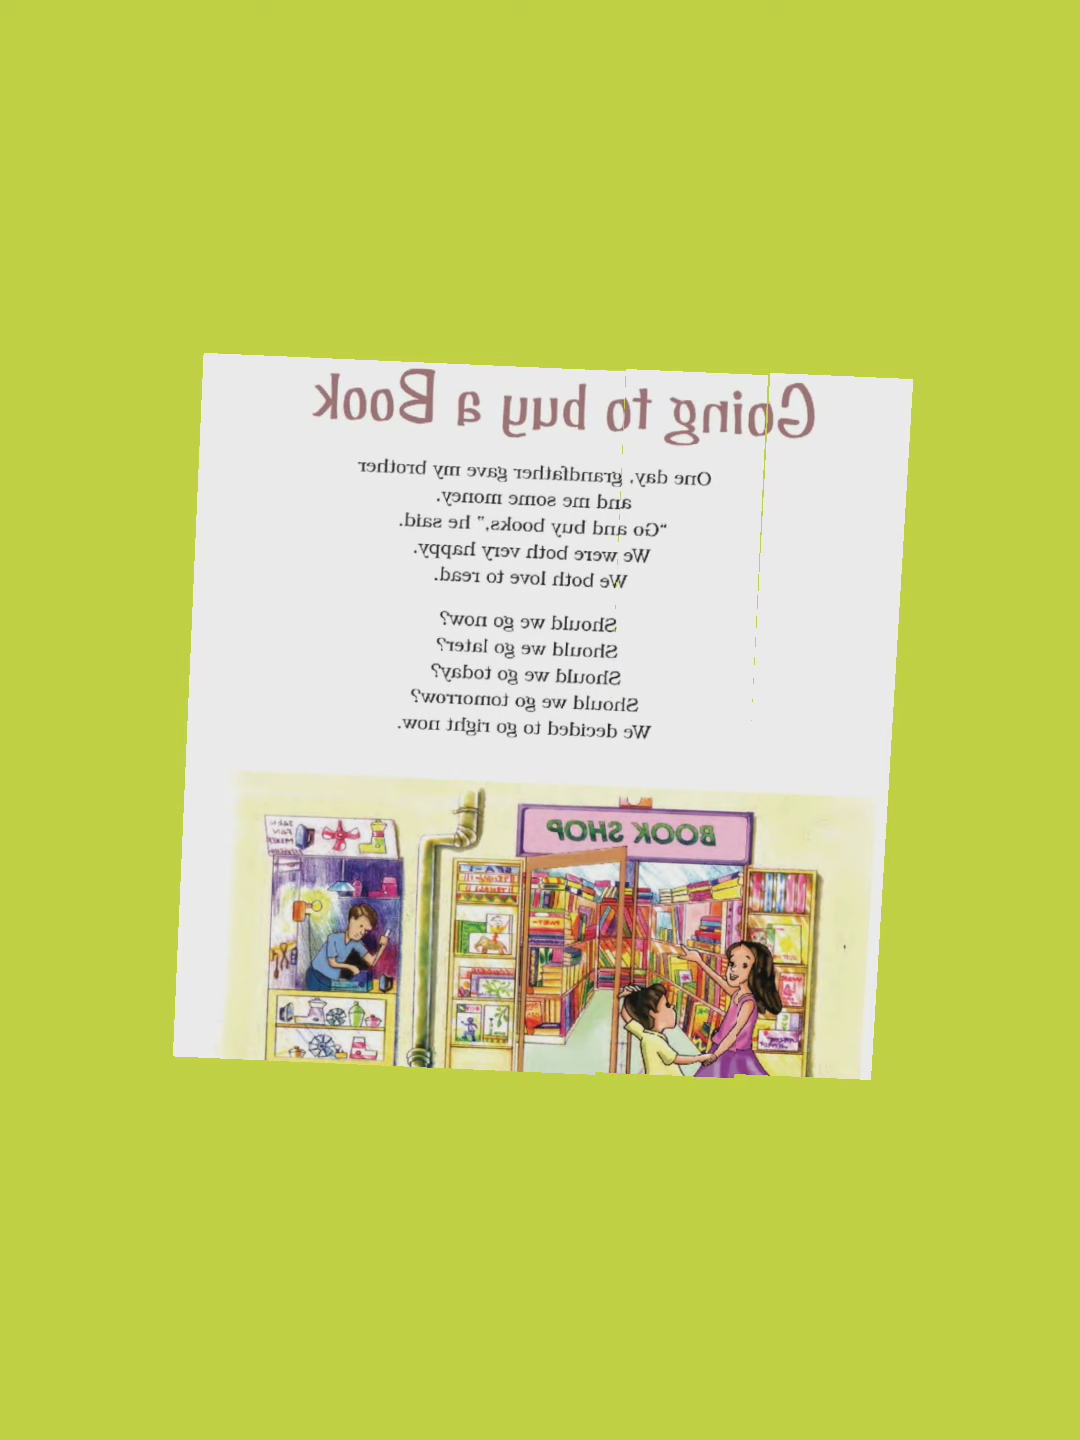 Going to buy a Book
One day, grandfather gave my brother
and me some money.
“Go and buy books,” he said.
We were both very happy.
We both love to read.
Should we go now?
Should we go later?
Should we go today?
Should we go tomorrow?
We decided to go right now.
BOOK SHOP
FAN
MIXER